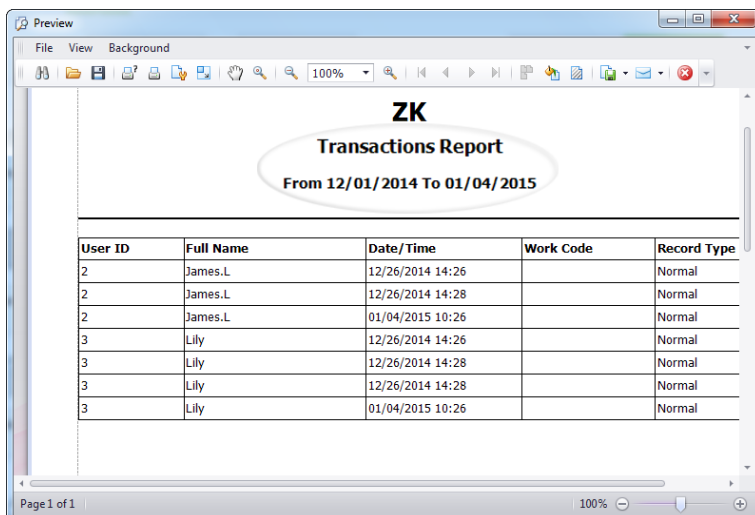 Preview
File View Background
100%
ZK
Transactions Report
From 12/01/2014 To 01/04/2015
User ID Full Name Date/Time Work Code Record Type
2 James.L 12/26/2014 14:26 Normal
2 James.L 12/26/2014 14:28 Normal
2 James.L 01/04/2015 10:26 Normal
3 Lily 12/26/2014 14:26 Normal
3 Lily 12/26/2014 14:28 Normal
3 Lily 12/26/2014 14:28 Normal
3 Lily 01/04/2015 10:26 Normal
Page 1 of 1 100%